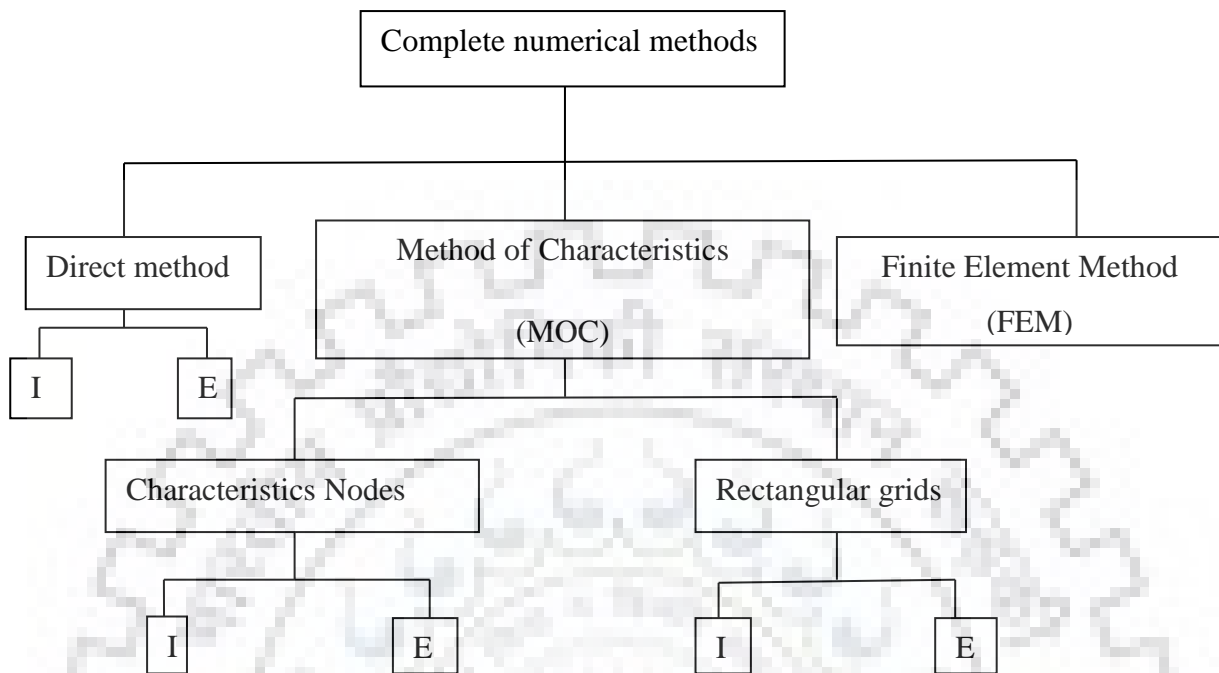 Complete numerical methods
Direct method
Method of Characteristics
(MOC)
Finite Element Method
(FEM)
I
E
Characteristics Nodes
Rectangular grids
I
E
I
E